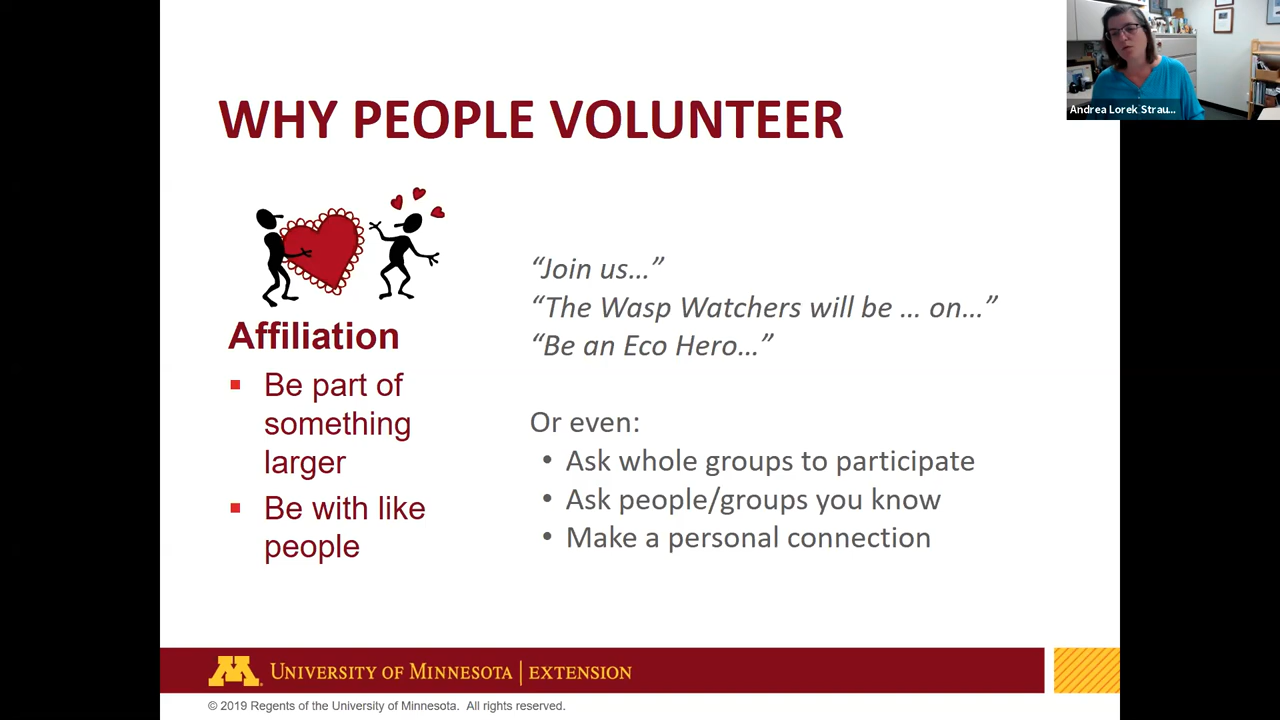 WHY PEOPLE VOLUNTEER
Andrea Lorek Strau...
Affiliation
▪ Be part of
something
larger
▪ Be with like
people
“Join us…”
“The Wasp Watchers will be … on…”
“Be an Eco Hero…”
Or even:
• Ask whole groups to participate
• Ask people/groups you know
• Make a personal connection
M
UNIVERSITY OF MINNESOTA | EXTENSION
© 2019 Regents of the University of Minnesota. All rights reserved.